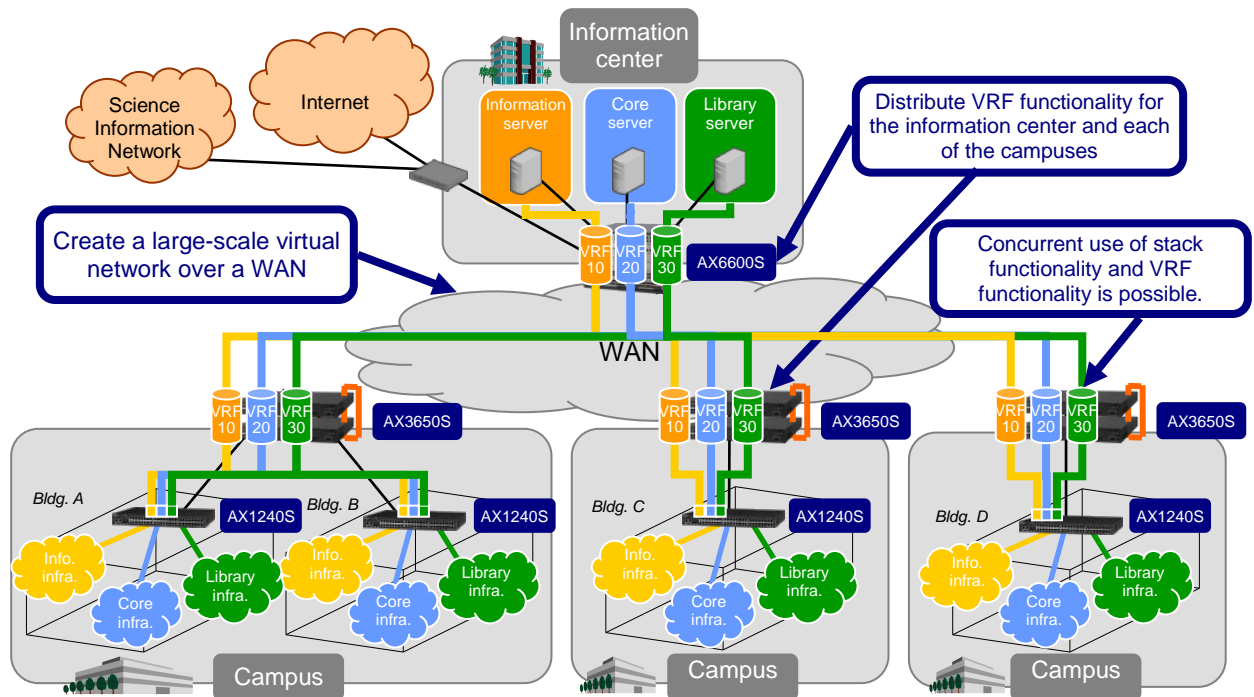 Information
center
Science
Information
Network
Internet
Information
server
Core
server
Library
server
Distribute VRF functionality for
the information center and each
of the campuses
Create a large-scale virtual
network over a WAN
VRF
10
VRF
20
VRF
30
AX6600S
Concurrent use of stack
functionality and VRF
functionality is possible.
WAN
VRF
10
VRF
20
VRF
30
AX3650S
VRF
10
VRF
20
VRF
30
AX3650S
VRF
10
VRF
20
VRF
30
AX3650S
Bldg. A
AX1240S
Info.
infra.
Core
infra.
Library
infra.
Bldg. B
AX1240S
Info.
infra.
Core
infra.
Library
infra.
Campus
Bldg. C
AX1240S
Info.
infra.
Core
infra.
Library
infra.
Campus
Bldg. D
AX1240S
Info.
infra.
Core
infra.
Library
infra.
Campus